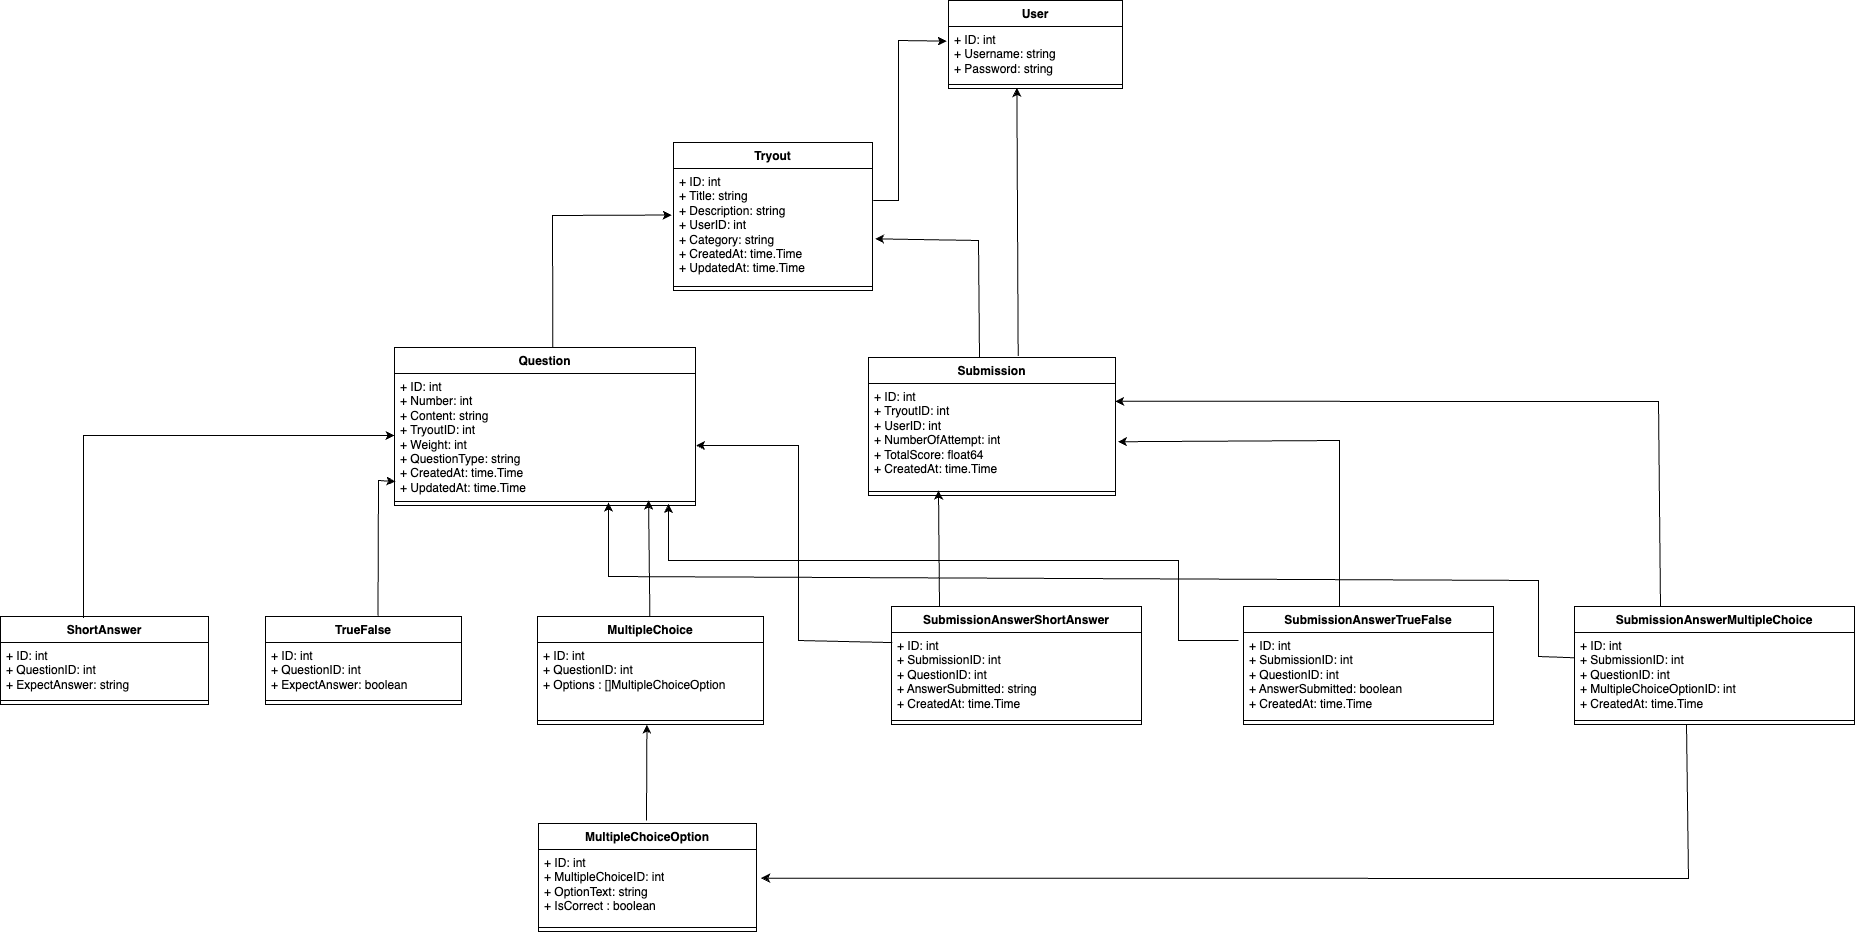 User
+ ID: int
+ Username: string
+ Password: string
Tryout
+ ID: int
+ Title: string
+ Description: string
+ UserID: int
+ Category: string
+ CreatedAt: time.Time
+ UpdatedAt: time.Time
Question
+ ID: int
+ Number: int
+ Content: string
+ TryoutID: int
+ Weight: int
+ QuestionType: string
+ CreatedAt: time.Time
+ UpdatedAt: time.Time
Submission
+ ID: int
+ TryoutID: int
+ UserID: int
+ NumberOfAttempt: int
+ TotalScore: float64
+ CreatedAt: time.Time
ShortAnswer
+ ID: int
+ QuestionID: int
+ ExpectAnswer: string
TrueFalse
+ ID: int
+ QuestionID: int
+ ExpectAnswer: boolean
MultipleChoice
+ ID: int
+ QuestionID: int
+ Options : []MultipleChoiceOption
SubmissionAnswerShortAnswer
+ ID: int
+ SubmissionID: int
+ QuestionID: int
+ AnswerSubmitted: string
+ CreatedAt: time.Time
SubmissionAnswerTrueFalse
+ ID: int
+ SubmissionID: int
+ QuestionID: int
+ AnswerSubmitted: boolean
+ CreatedAt: time.Time
SubmissionAnswerMultipleChoice
+ ID: int
+ SubmissionID: int
+ QuestionID: int
+ MultipleChoiceOptionID: int
+ CreatedAt: time.Time
MultipleChoiceOption
+ ID: int
+ MultipleChoiceID: int
+ OptionText: string
+ IsCorrect : boolean